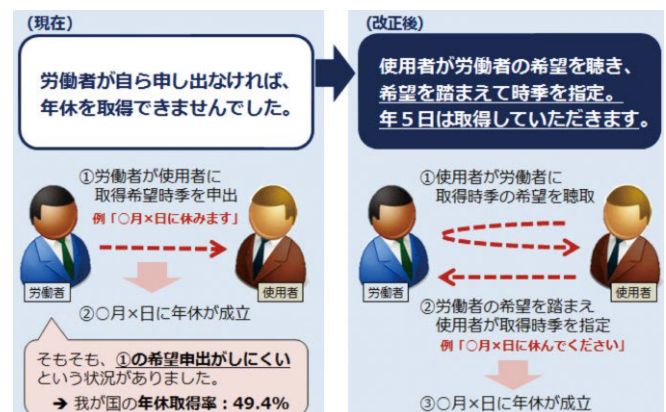 (現在)
労働者が自ら申し出なければ、
年休を取得できませんでした。
①労働者が使用者に
取得希望時季を申出
例「○月×日に休みます」
労働者
使用者
②○月×日に年休が成立
そもそも、①の希望申出がしにくい
という状況がありました。
➔ 我が国の年休取得率：49.4%
(改正後)
使用者が労働者の希望を聴き、
希望を踏まえて時季を指定。
年５日は取得していただきます。
①使用者が労働者に
取得時季の希望を聴取
労働者
使用者
②労働者の希望を踏まえ
使用者が取得時季を指定
例「○月×日に休んでください」
③○月×日に年休が成立